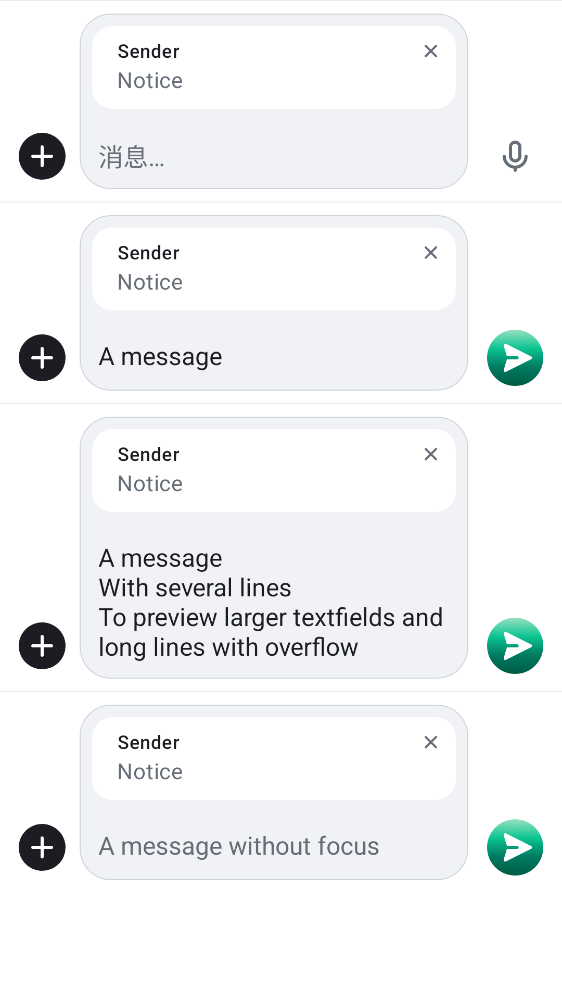 Sender
Notice
消息…
Sender
Notice
A message
Sender
Notice
A message
With several lines
To preview larger textfields and
long lines with overflow
Sender
Notice
A message without focus